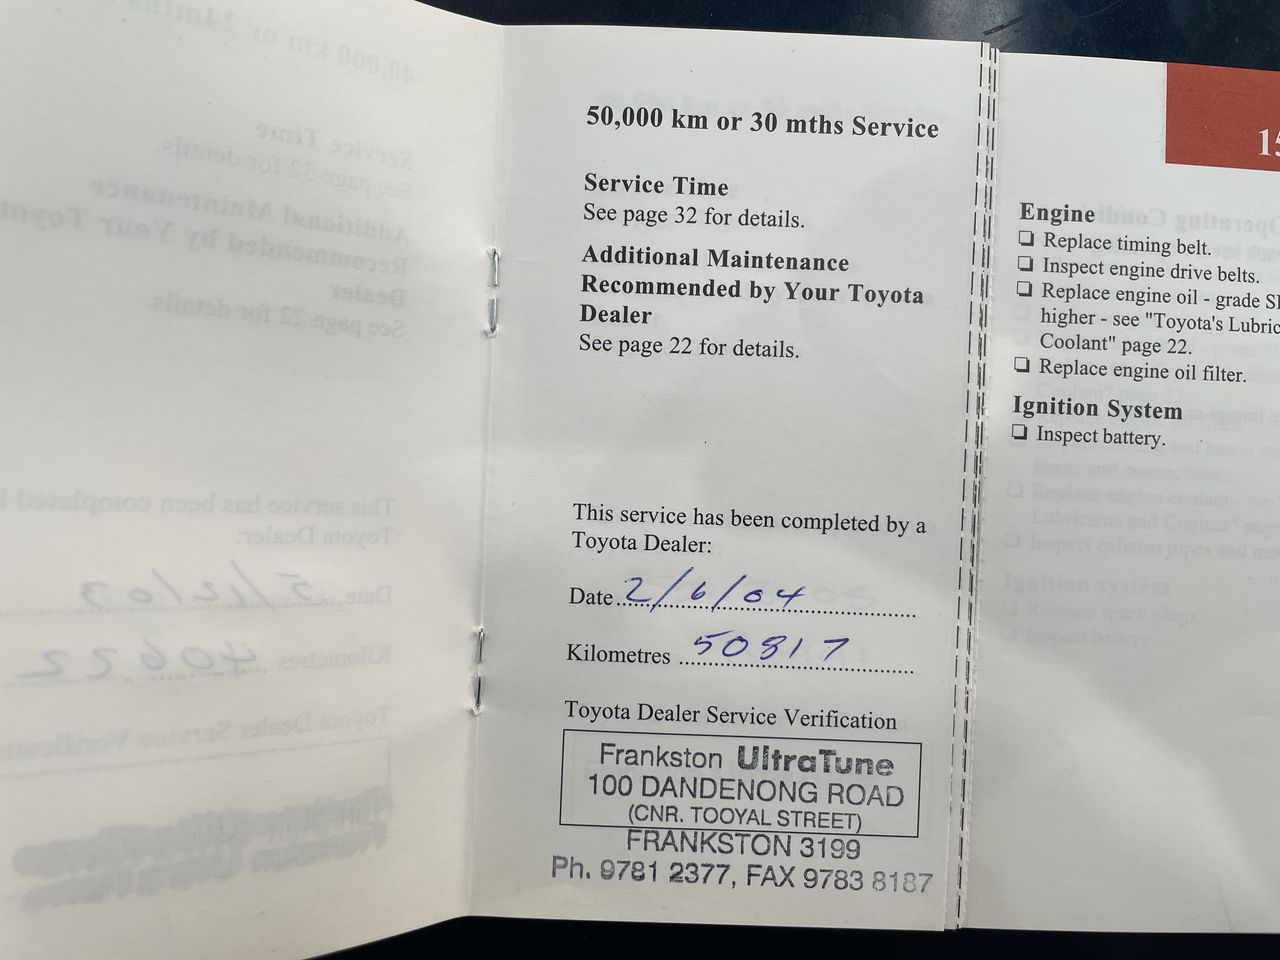 50,000 km or 30 mths Service
Service Time
See page 32 for details.
Additional Maintenance
Recommended by Your Toyota
Dealer
See page 22 for details.
This service has been completed by a
Toyota Dealer:
Date 2/6/04
Kilometres 50817
Toyota Dealer Service Verification
Frankston UltraTune
100 DANDENONG ROAD
(CNR. TOOYAL STREET)
FRANKSTON 3199
Ph. 9781 2377, FAX 9783 8187
15
Engine
❏ Replace timing belt.
❏ Inspect engine drive belts.
❏ Replace engine oil - grade
higher - see "Toyota's
Coolant" page 22.
❏ Replace engine oil filter.
Ignition System
❏ Inspect battery.